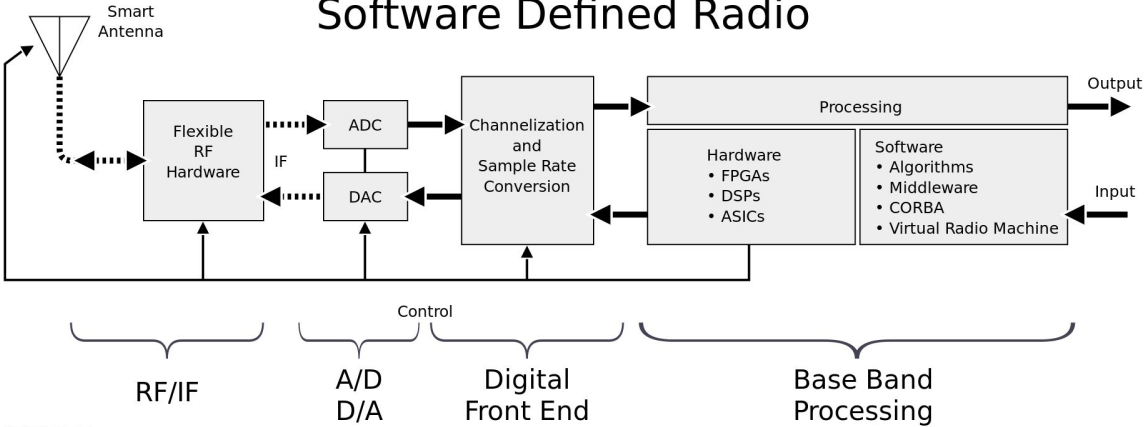 Software Defined Radio
Smart
Antenna
Flexible
RF
Hardware
IF
ADC
DAC
Channelization
and
Sample Rate
Conversion
Processing
Hardware
• FPGAs
• DSPs
• ASICs
Software
• Algorithms
• Middleware
• CORBA
• Virtual Radio Machine
Output
Input
Control
RF/IF
A/D
D/A
Digital
Front End
Base Band
Processing